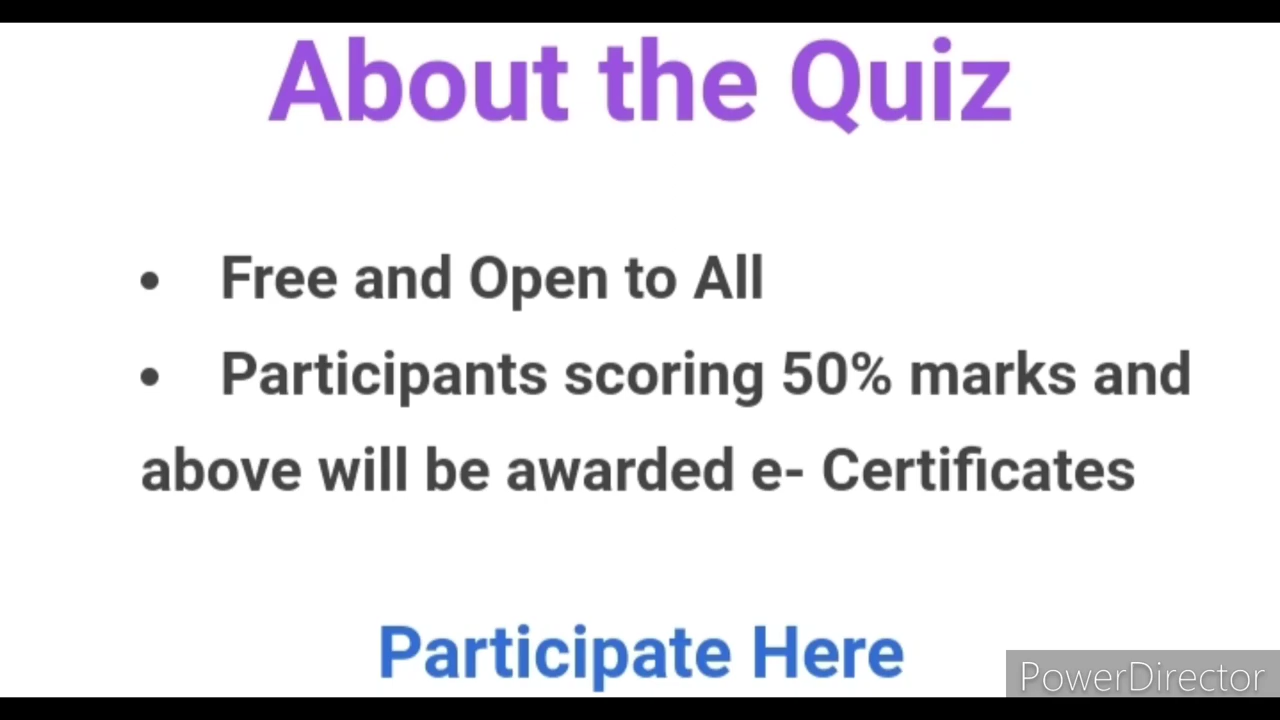 About the Quiz
• Free and Open to All
• Participants scoring 50% marks and
above will be awarded e- Certificates
Participate Here
PowerDirector